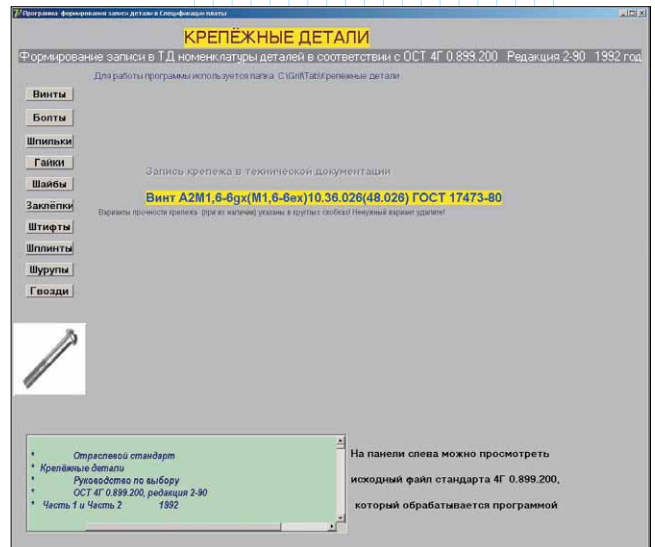 Программа формирования записи детали в Спецификации платы
КРЕПЁЖНЫЕ ДЕТАЛИ
Формирование записи в ТД номенклатуры деталей в соответствии с ОСТ 4Г 0.899.200 Редакция 2-90 1992 год
Для работы программы используется папка C:\Grif\Tabl\Крепежные детали
Винты
Болты
Шпильки
Гайки
Шайбы
Заклёпки
Штифты
Шплинты
Шурупы
Гвозди
Запись крепежа в технической документации
Винт А2М1,6-6gx(М1,6-6ex)10.36.026(48.026) ГОСТ 17473-80
Варианты прочности крепежа (при их наличии) указаны в круглых скобках! Ненужный вариант удалите!
* Отраслевой стандарт
* Крепёжные детали
* Руководство по выбору
* ОСТ 4Г 0.899.200, редакция 2-90
* Часть 1 и Часть 2 1992
На панели слева можно просмотреть
исходный файл стандарта 4Г 0.899.200,
который обрабатывается программой